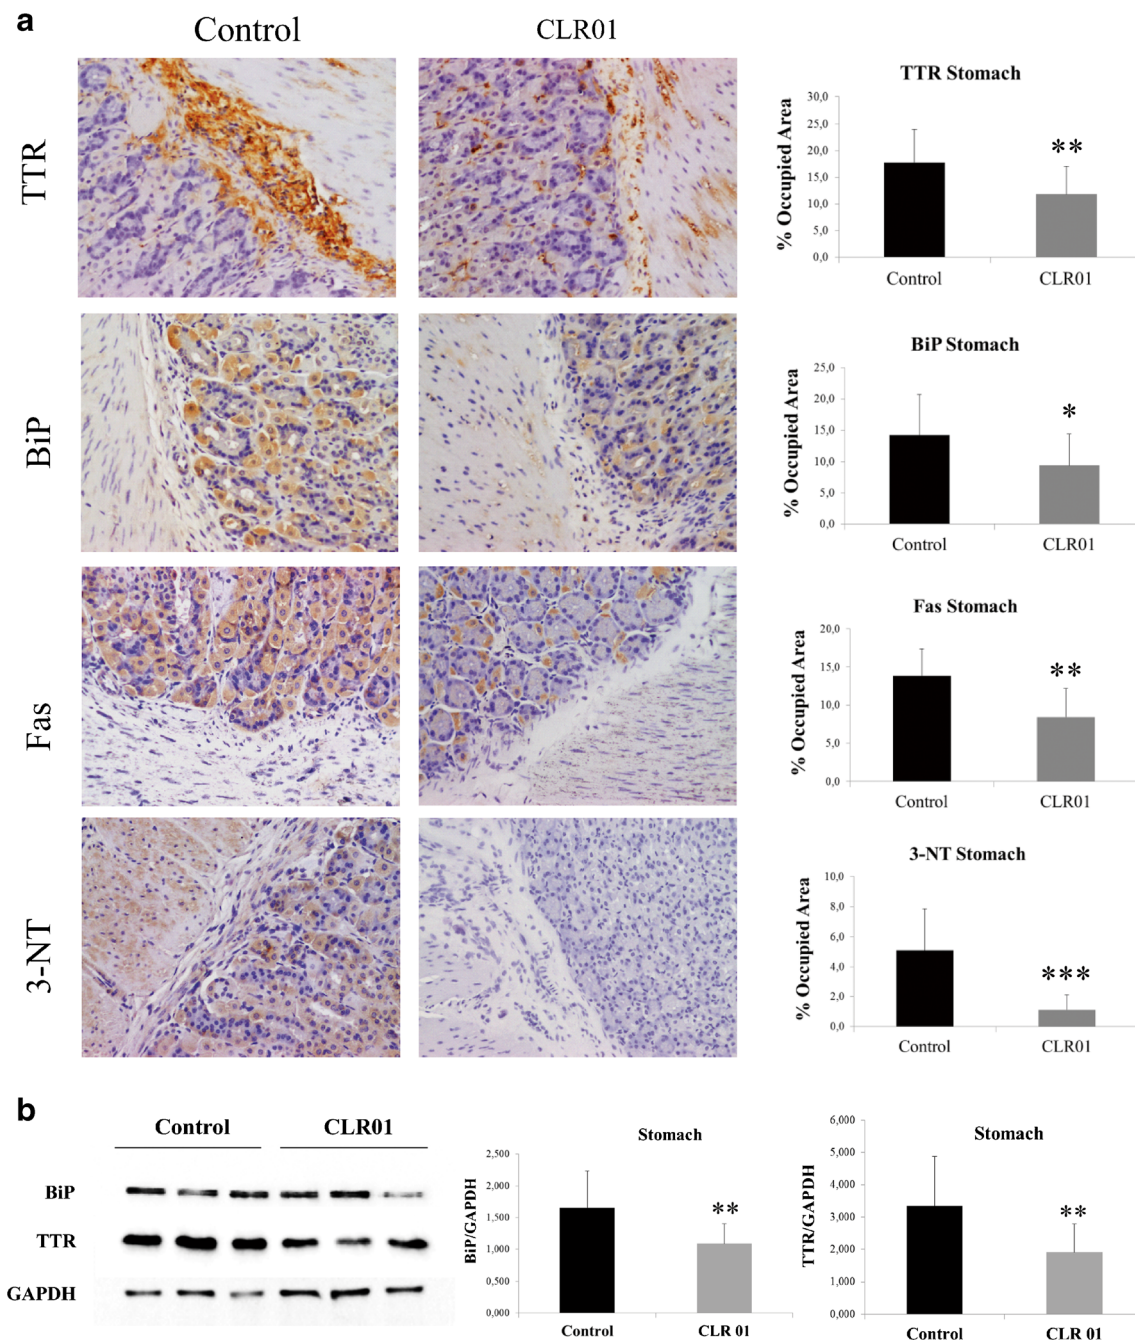 a
Control
CLR01
TTR
TTR Stomach
% Occupied Area
30,0
25,0
20,0
15,0
10,0
5,0
0,0
**
Control
CLR01
BiP
BiP Stomach
% Occupied Area
25,0
20,0
15,0
10,0
5,0
0,0
*
Control
CLR01
Fas
Fas Stomach
% Occupied Area
20,0
15,0
10,0
5,0
0,0
**
Control
CLR01
3-NT
3-NT Stomach
% Occupied Area
10,0
8,0
6,0
4,0
2,0
0,0
***
Control
CLR01
b
Control
CLR01
BiP
TTR
GAPDH
Stomach
BiP/GAPDH
2,500
2,000
1,500
1,000
0,500
0,000
**
Control
CLR 01
Stomach
TTR/GAPDH
6,000
5,000
4,000
3,000
2,000
1,000
0,000
**
Control
CLR 01